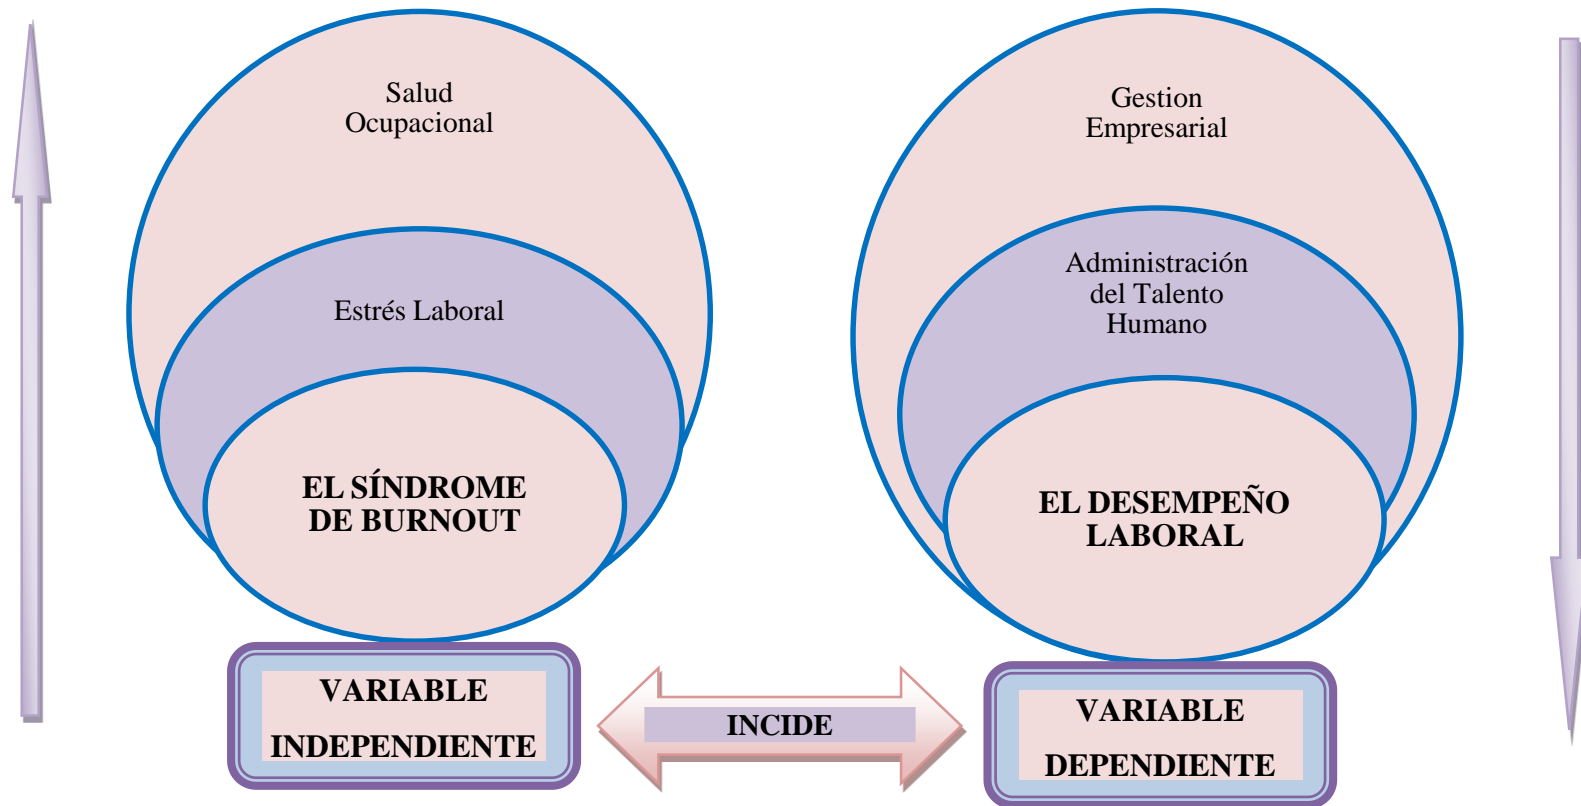 Salud
Ocupacional
Estrés Laboral
EL SÍNDROME
DE BURNOUT
VARIABLE
INDEPENDIENTE
INCIDE
Gestion
Empresarial
Administración
del Talento
Humano
EL DESEMPEÑO
LABORAL
VARIABLE
DEPENDIENTE